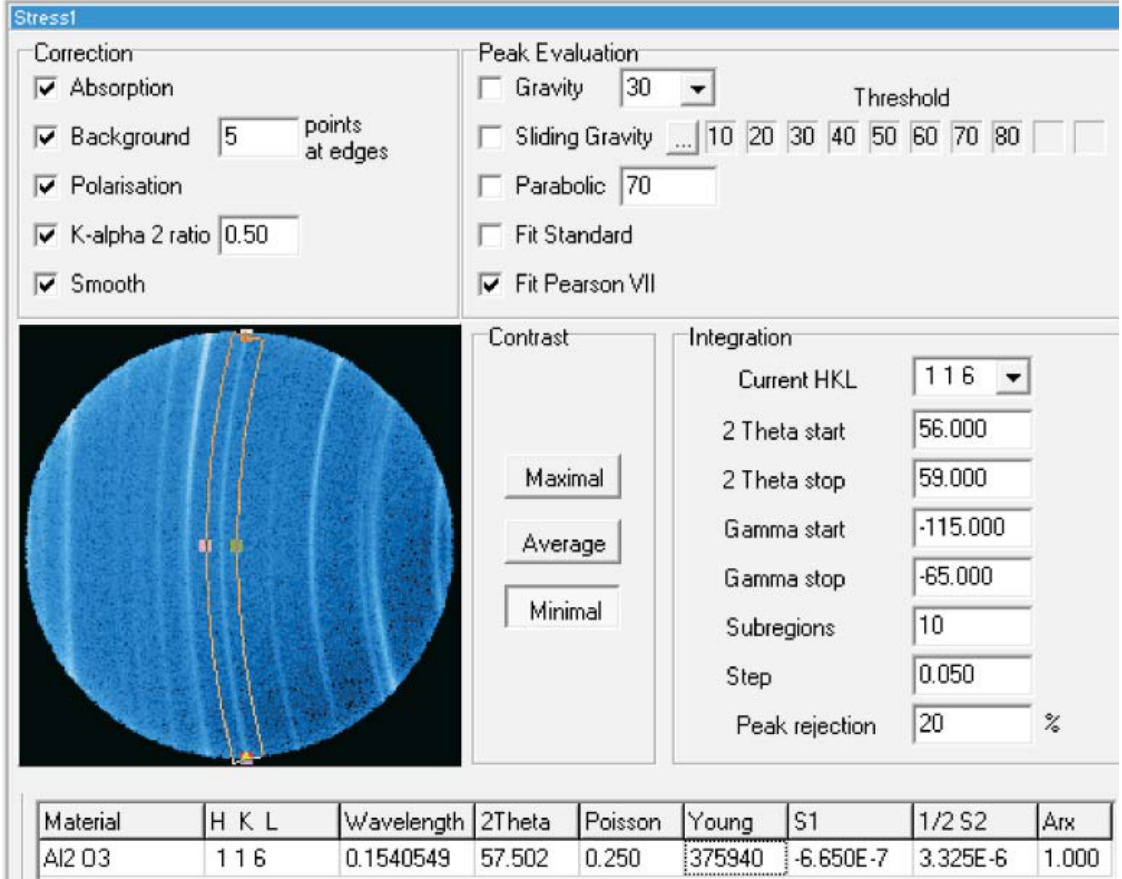 Stress1
Correction
Absorption
Background 5 points at edges
Polarisation
K-alpha 2 ratio 0.50
Smooth
Peak Evaluation
Gravity 30
Threshold
Sliding Gravity ... 10 20 30 40 50 60 70 80
Parabolic 70
Fit Standard
Fit Pearson VII
Contrast
Maximal
Average
Minimal
Integration
Current HKL 1 1 6
2 Theta start 56.000
2 Theta stop 59.000
Gamma start -115.000
Gamma stop -65.000
Subregions 10
Step 0.050
Peak rejection 20 %
Material H K L Wavelength 2Theta Poisson Young S1 1/2 S2 Arx
Al2 O3 1 1 6 0.1540549 57.502 0.250 375940 -6.650E-7 3.325E-6 1.000